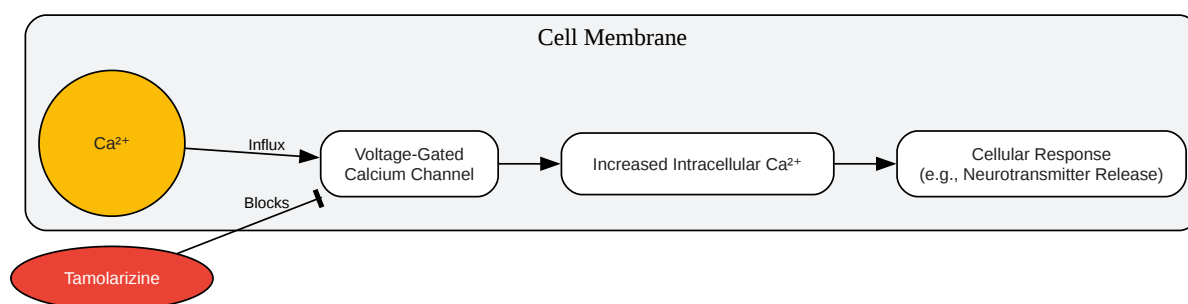 Cell Membrane
Ca²⁺
Influx
Voltage-Gated
Calcium Channel
Increased Intracellular Ca²⁺
Cellular Response
(e.g., Neurotransmitter Release)
Blocks
Tamolarizine